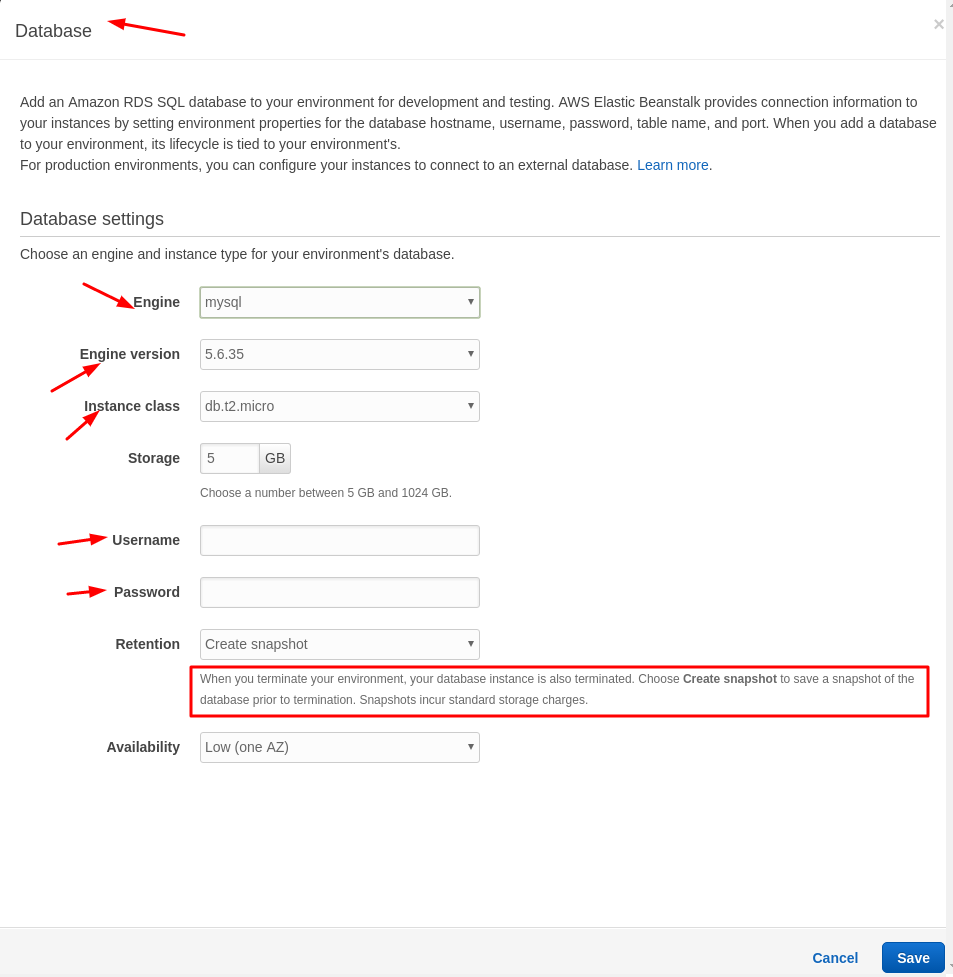 Database
×
Add an Amazon RDS SQL database to your environment for development and testing. AWS Elastic Beanstalk provides connection information to
your instances by setting environment properties for the database hostname, username, password, table name, and port. When you add a database
to your environment, its lifecycle is tied to your environment's.
For production environments, you can configure your instances to connect to an external database. Learn more.
Database settings
Choose an engine and instance type for your environment's database.
Engine mysql
Engine version 5.6.35
Instance class db.t2.micro
Storage 5 GB
Choose a number between 5 GB and 1024 GB.
Username
Password
Retention Create snapshot
When you terminate your environment, your database instance is also terminated. Choose Create snapshot to save a snapshot of the
database prior to termination. Snapshots incur standard storage charges.
Availability Low (one AZ)
Cancel Save